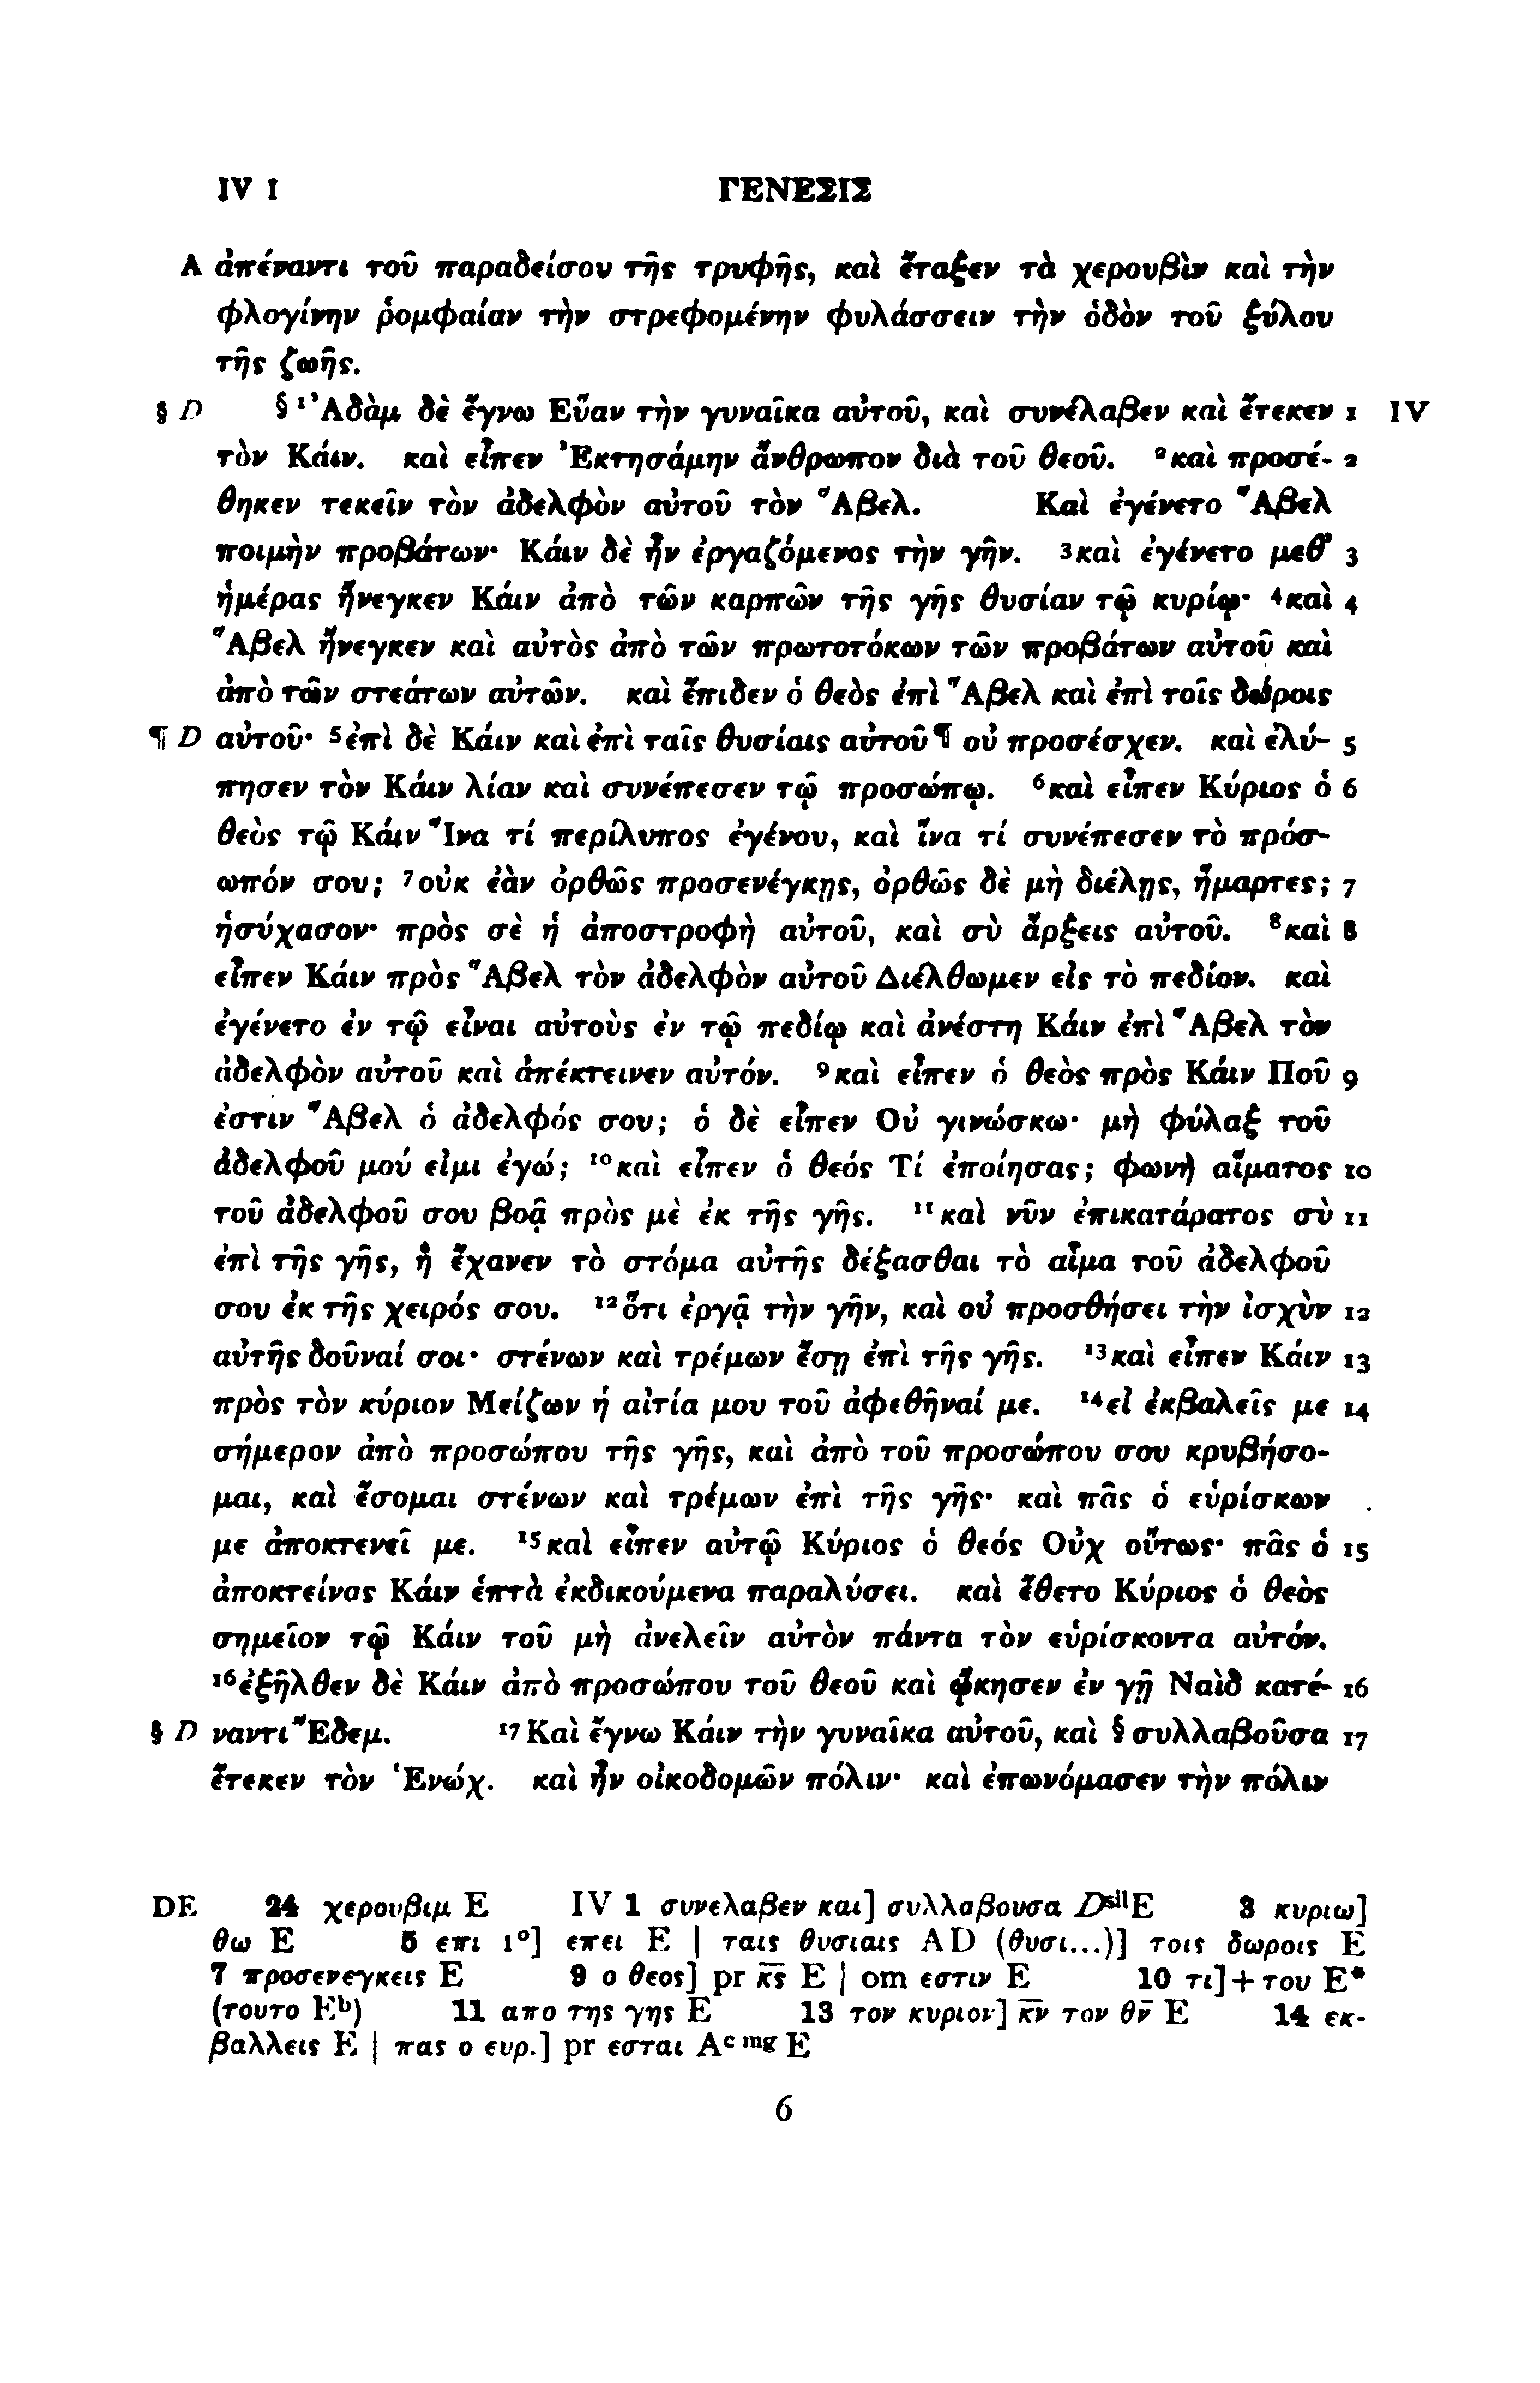 IV 1 ΓΕΝΕΣΙΣ
A ἀπέναντι τοῦ παραδείσου τῆς τρυφῆς, καὶ ἔταξεν τὰ χερουβὶν καὶ τὴν
φλογίνην ῥομφαίαν τὴν στρεφομένην φυλάσσειν τὴν ὁδὸν τοῦ ξύλου
τῆς ζωῆς.
§ D § ¹Ἀδὰμ δὲ ἔγνω Εὕαν τὴν γυναῖκα αὐτοῦ, καὶ συνέλαβεν καὶ ἔτεκεν 1 IV
τὸν Κάιν. καὶ εἶπεν Ἐκτησάμην ἄνθρωπον διὰ τοῦ θεοῦ. ²καὶ προσέ- 2
θηκεν τεκεῖν τὸν ἀδελφὸν αὐτοῦ τὸν Ἅβελ. Καὶ ἐγένετο Ἅβελ
ποιμὴν προβάτων· Κάιν δὲ ἦν ἐργαζόμενος τὴν γῆν. ³καὶ ἐγένετο μεθ᾽ 3
ἡμέρας ἤνεγκεν Κάιν ἀπὸ τῶν καρπῶν τῆς γῆς θυσίαν τῷ κυρίῳ· ⁴καὶ 4
Ἅβελ ἤνεγκεν καὶ αὐτὸς ἀπὸ τῶν πρωτοτόκων τῶν προβάτων αὐτοῦ καὶ
ἀπὸ τῶν στεάτων αὐτῶν. καὶ ἔπιδεν ὁ θεὸς ἐπὶ Ἅβελ καὶ ἐπὶ τοῖς δώροις
¶ D αὐτοῦ· ⁵ἐπὶ δὲ Κάιν καὶ ἐπὶ ταῖς θυσίαις αὐτοῦ ¶ οὐ προσέσχεν. καὶ ἐλύ- 5
πησεν τὸν Κάιν λίαν καὶ συνέπεσεν τῷ προσώπῳ. ⁶καὶ εἶπεν Κύριος ὁ 6
θεὸς τῷ Κάιν Ἵνα τί περίλυπος ἐγένου, καὶ ἵνα τί συνέπεσεν τὸ πρόσ-
ωπόν σου; ⁷οὐκ ἐὰν ὀρθῶς προσενέγκῃς, ὀρθῶς δὲ μὴ διέλῃς, ἥμαρτες; 7
ἡσύχασον· πρὸς σὲ ἡ ἀποστροφὴ αὐτοῦ, καὶ σὺ ἄρξεις αὐτοῦ. ⁸καὶ 8
εἶπεν Κάιν πρὸς Ἅβελ τὸν ἀδελφὸν αὐτοῦ Διέλθωμεν εἰς τὸ πεδίον. καὶ
ἐγένετο ἐν τῷ εἶναι αὐτοὺς ἐν τῷ πεδίῳ καὶ ἀνέστη Κάιν ἐπὶ Ἅβελ τὸν
ἀδελφὸν αὐτοῦ καὶ ἀπέκτεινεν αὐτόν. ⁹καὶ εἶπεν ὁ θεὸς πρὸς Κάιν Ποῦ 9
ἐστιν Ἅβελ ὁ ἀδελφός σου; ὁ δὲ εἶπεν Οὐ γινώσκω· μὴ φύλαξ τοῦ
ἀδελφοῦ μού εἰμι ἐγώ; ¹⁰καὶ εἶπεν ὁ θεός Τί ἐποίησας; φωνὴ αἵματος 10
τοῦ ἀδελφοῦ σου βοᾷ πρὸς μὲ ἐκ τῆς γῆς. ¹¹καὶ νῦν ἐπικατάρατος σὺ 11
ἐπὶ τῆς γῆς, ἣ ἔχανεν τὸ στόμα αὐτῆς δέξασθαι τὸ αἷμα τοῦ ἀδελφοῦ
σου ἐκ τῆς χειρός σου. ¹²ὅτι ἐργᾷ τὴν γῆν, καὶ οὐ προσθήσει τὴν ἰσχὺν 12
αὐτῆς δοῦναί σοι· στένων καὶ τρέμων ἔσῃ ἐπὶ τῆς γῆς. ¹³καὶ εἶπεν Κάιν 13
πρὸς τὸν κύριον Μείζων ἡ αἰτία μου τοῦ ἀφεθῆναί με. ¹⁴εἰ ἐκβαλεῖς με 14
σήμερον ἀπὸ προσώπου τῆς γῆς, καὶ ἀπὸ τοῦ προσώπου σου κρυβήσο-
μαι, καὶ ἔσομαι στένων καὶ τρέμων ἐπὶ τῆς γῆς· καὶ πᾶς ὁ εὑρίσκων
με ἀποκτενεῖ με. ¹⁵καὶ εἶπεν αὐτῷ Κύριος ὁ θεός Οὐχ οὕτως· πᾶς ὁ 15
ἀποκτείνας Κάιν ἑπτὰ ἐκδικούμενα παραλύσει. καὶ ἔθετο Κύριος ὁ θεὸς
σημεῖον τῷ Κάιν τοῦ μὴ ἀνελεῖν αὐτὸν πάντα τὸν εὑρίσκοντα αὐτόν.
¹⁶ἐξῆλθεν δὲ Κάιν ἀπὸ προσώπου τοῦ θεοῦ καὶ ᾤκησεν ἐν γῇ Ναὶδ κατέ- 16
§ D ναντι Ἔδεμ. ¹⁷Καὶ ἔγνω Κάιν τὴν γυναῖκα αὐτοῦ, καὶ § συλλαβοῦσα 17
ἔτεκεν τὸν Ἑνώχ. καὶ ἦν οἰκοδομῶν πόλιν· καὶ ἐπωνόμασεν τὴν πόλιν
DE 24 χερουβιμ E IV 1 συνελαβεν και] συλλαβουσα Dˢⁱˡ E 3 κυριω]
θω E 5 επι 1°] επει E | ταις θυσιαις AD (θυσι...)] τοις δωροις E
7 προσενεγκεις E 9 ο θεος] pr κ̅ς̅ E | om εστιν E 10 τι] + του E*
(τουτο Eᵇ) 11 απο της γης E 13 τον κυριον] κ̅ν̅ τον θ̅ν̅ E 14 εκ-
βαλλεις E | πας ο ευρ.] pr εσται Aᶜ ᵐᵍ E
6